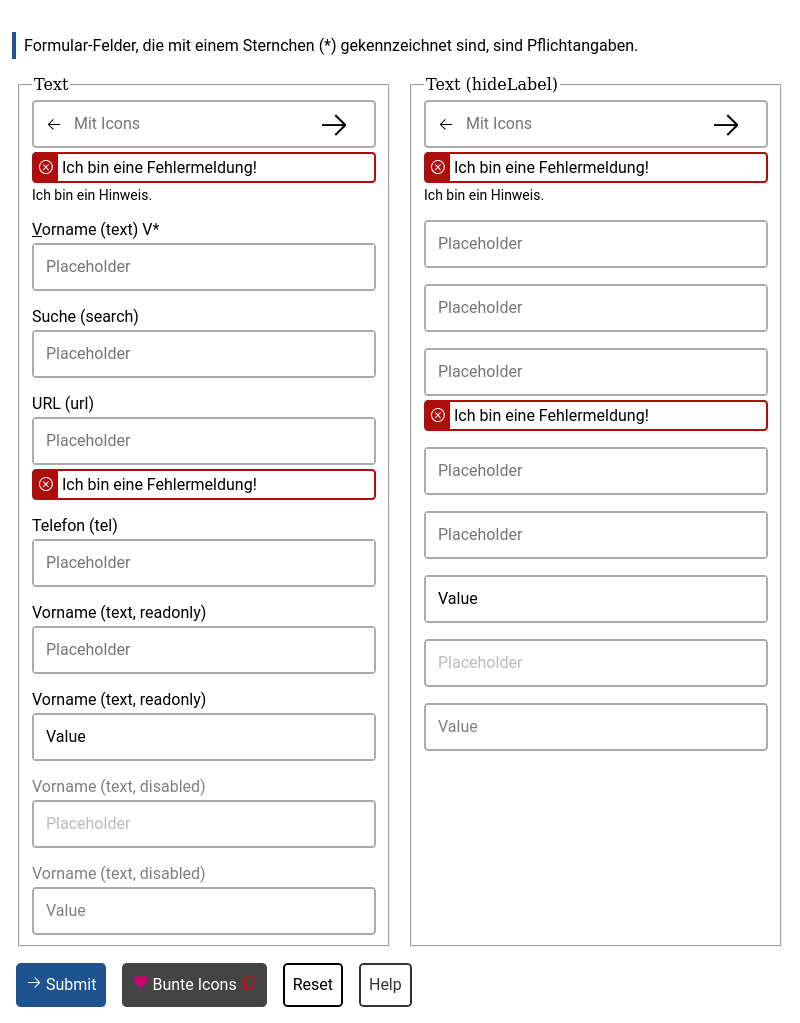 Formular-Felder, die mit einem Sternchen (*) gekennzeichnet sind, sind Pflichtangaben.
Text
Mit Icons
Ich bin eine Fehlermeldung!
Ich bin ein Hinweis.
Vorname (text) V*
Placeholder
Suche (search)
Placeholder
URL (url)
Placeholder
Ich bin eine Fehlermeldung!
Telefon (tel)
Placeholder
Vorname (text, readonly)
Placeholder
Vorname (text, readonly)
Value
Vorname (text, disabled)
Placeholder
Vorname (text, disabled)
Value
Text (hideLabel)
Mit Icons
Ich bin eine Fehlermeldung!
Ich bin ein Hinweis.
Placeholder
Placeholder
Placeholder
Ich bin eine Fehlermeldung!
Placeholder
Placeholder
Value
Placeholder
Value
Submit
Bunte Icons
Reset
Help